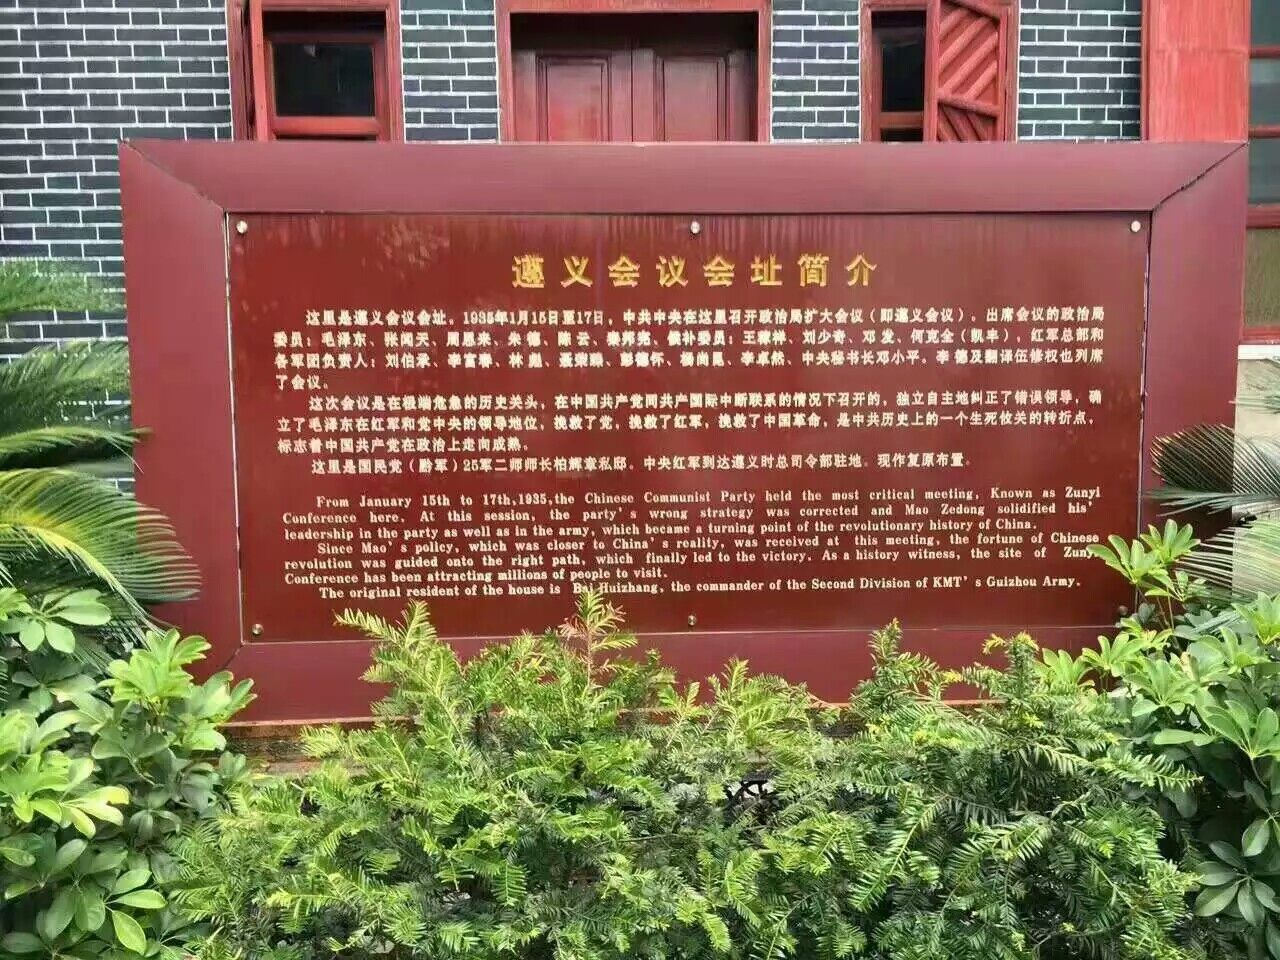 遵义会议会址简介
这里是遵义会议会址。1935年1月15日至17日，中共中央在这里召开政治局扩大会议（即遵义会议）。出席会议的政治局
委员：毛泽东、张闻天、周恩来、朱德、陈云、秦邦宪，候补委员：王稼祥、刘少奇、邓发、何克全（凯丰），红军总部和
各军团负责人：刘伯承、李富春、林彪、聂荣臻、彭德怀、杨尚昆、李卓然、中央秘书长邓小平，李德及翻译伍修权也列席
了会议。
这次会议是在极端危急的历史关头，在中国共产党同共产国际中断联系的情况下召开的，独立自主地纠正了错误领导，确
立了毛泽东在红军和党中央的领导地位，挽救了党，挽救了红军，挽救了中国革命，是中共历史上的一个生死攸关的转折点，
标志着中国共产党在政治上走向成熟。
这里是国民党（黔军）25军二师师长柏辉章私邸。中央红军到达遵义时总司令部驻地。现作复原布置。
From January 15th to 17th,1935,the Chinese Communist Party held the most critical meeting, Known as Zunyi
Conference here. At this session, the party's wrong strategy was corrected and Mao Zedong solidified his'
leadership in the party as well as in the army, which became a turning point of the revolutionary history of China.
Since Mao's policy, which was closer to China's reality, was received at this meeting, the fortune of Chinese
revolution was guided onto the right path, which finally led to the victory. As a history witness, the site of Zunyi
Conference has been attracting millions of people to visit.
The original resident of the house is Bai Huizhang, the commander of the Second Division of KMT's Guizhou Army.